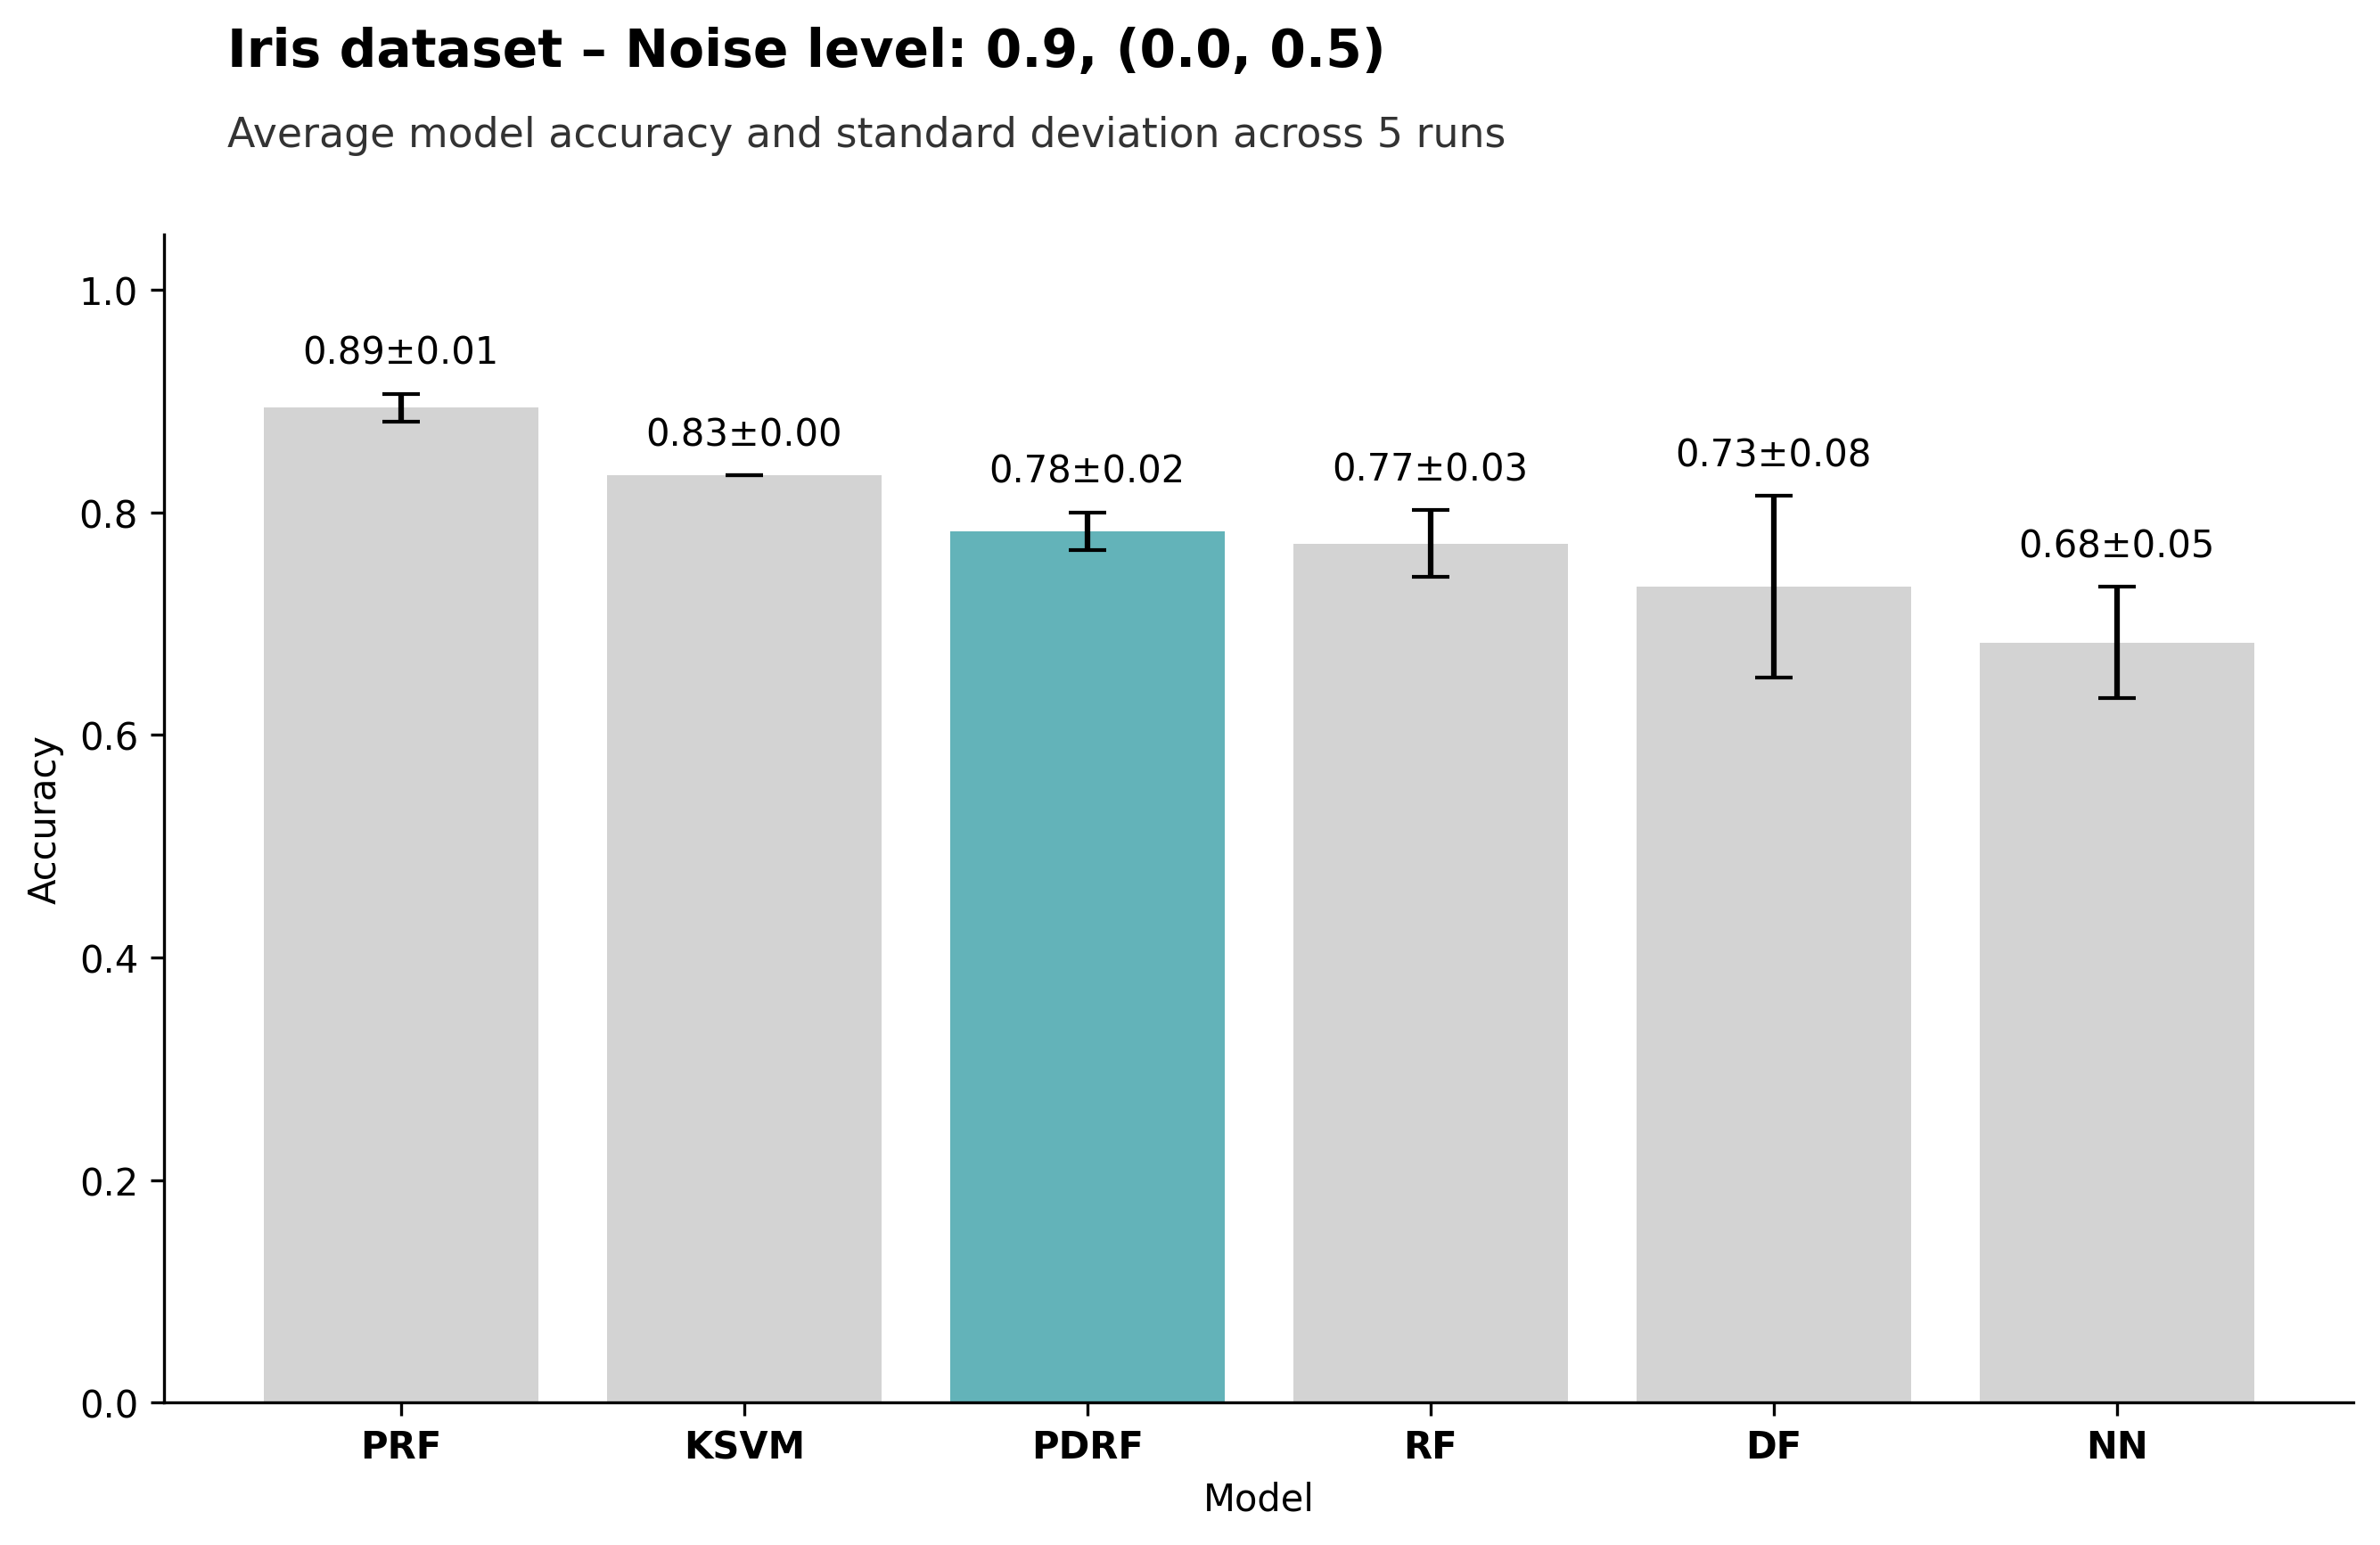 Iris dataset – Noise level: 0.9, (0.0, 0.5)
Average model accuracy and standard deviation across 5 runs
1.0
0.8
0.6
0.4
0.2
0.0
Accuracy
0.89±0.01
0.83±0.00
0.78±0.02
0.77±0.03
0.73±0.08
0.68±0.05
PRF
KSVM
PDRF
RF
DF
NN
Model